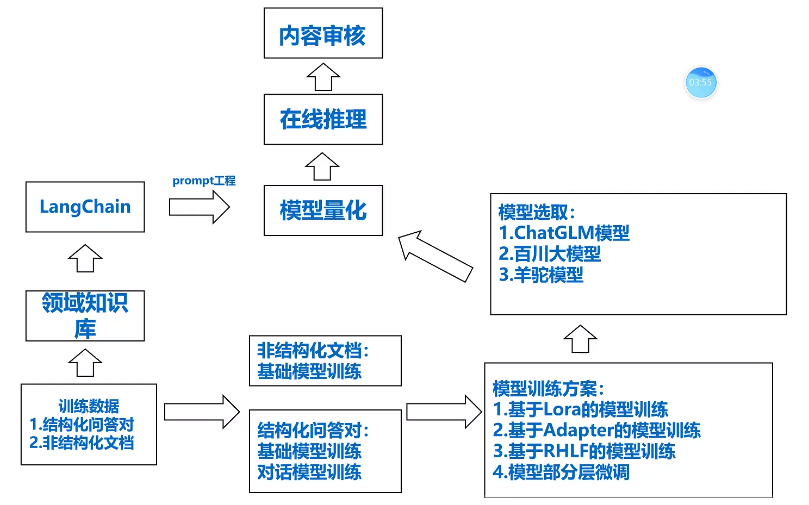 内容审核
03:55
在线推理
prompt工程
LangChain
模型量化
模型选取：
1.ChatGLM模型
2.百川大模型
3.羊驼模型
领域知识
库
非结构化文档：
基础模型训练
训练数据
1.结构化问答对
2.非结构化文档
结构化问答对：
基础模型训练
对话模型训练
模型训练方案：
1.基于Lora的模型训练
2.基于Adapter的模型训练
3.基于RHLF的模型训练
4.模型部分层微调